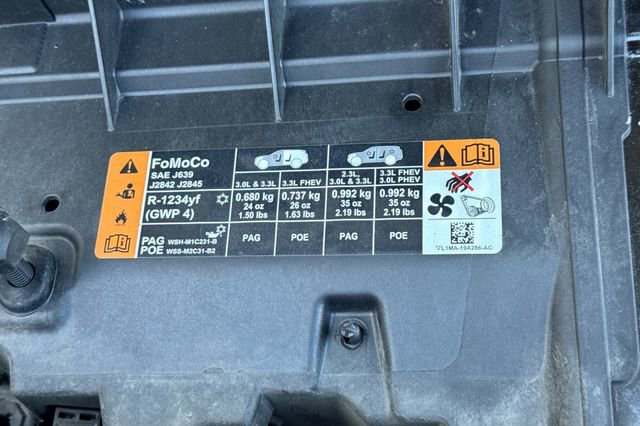 FoMoCo
SAE J639
J2842 J2845
3.0L & 3.3L
3.3L FHEV
2.3L,
3.0L & 3.3L
3.3L FHEV
3.0L PHEV
R-1234yf
(GWP 4)
0.680 kg
24 oz
1.50 lbs
0.737 kg
26 oz
1.63 lbs
0.992 kg
35 oz
2.19 lbs
0.992 kg
35 oz
2.19 lbs
PAG WSH-M1C231-B
POE WSS-M2C31-B2
PAG
POE
PAG
POE
L1MA-19A286-AC